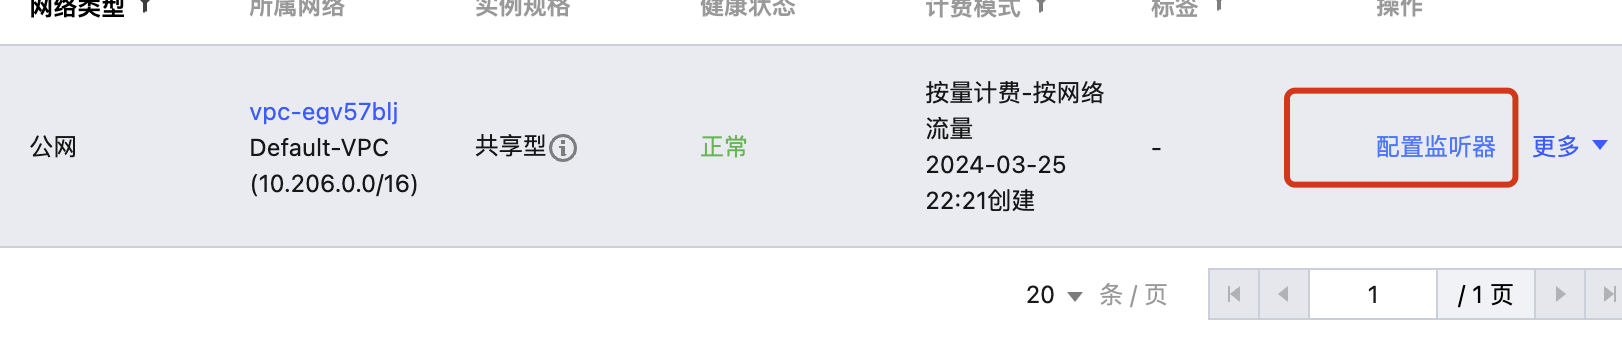 网络类型 所属网络 实例规格 健康状态 计费模式 标签 操作
公网
vpc-egv57blj
Default-VPC
(10.206.0.0/16)
共享型
正常
按量计费-按网络
流量
2024-03-25
22:21创建
-
配置监听器 更多
20 条 / 页 1 / 1 页